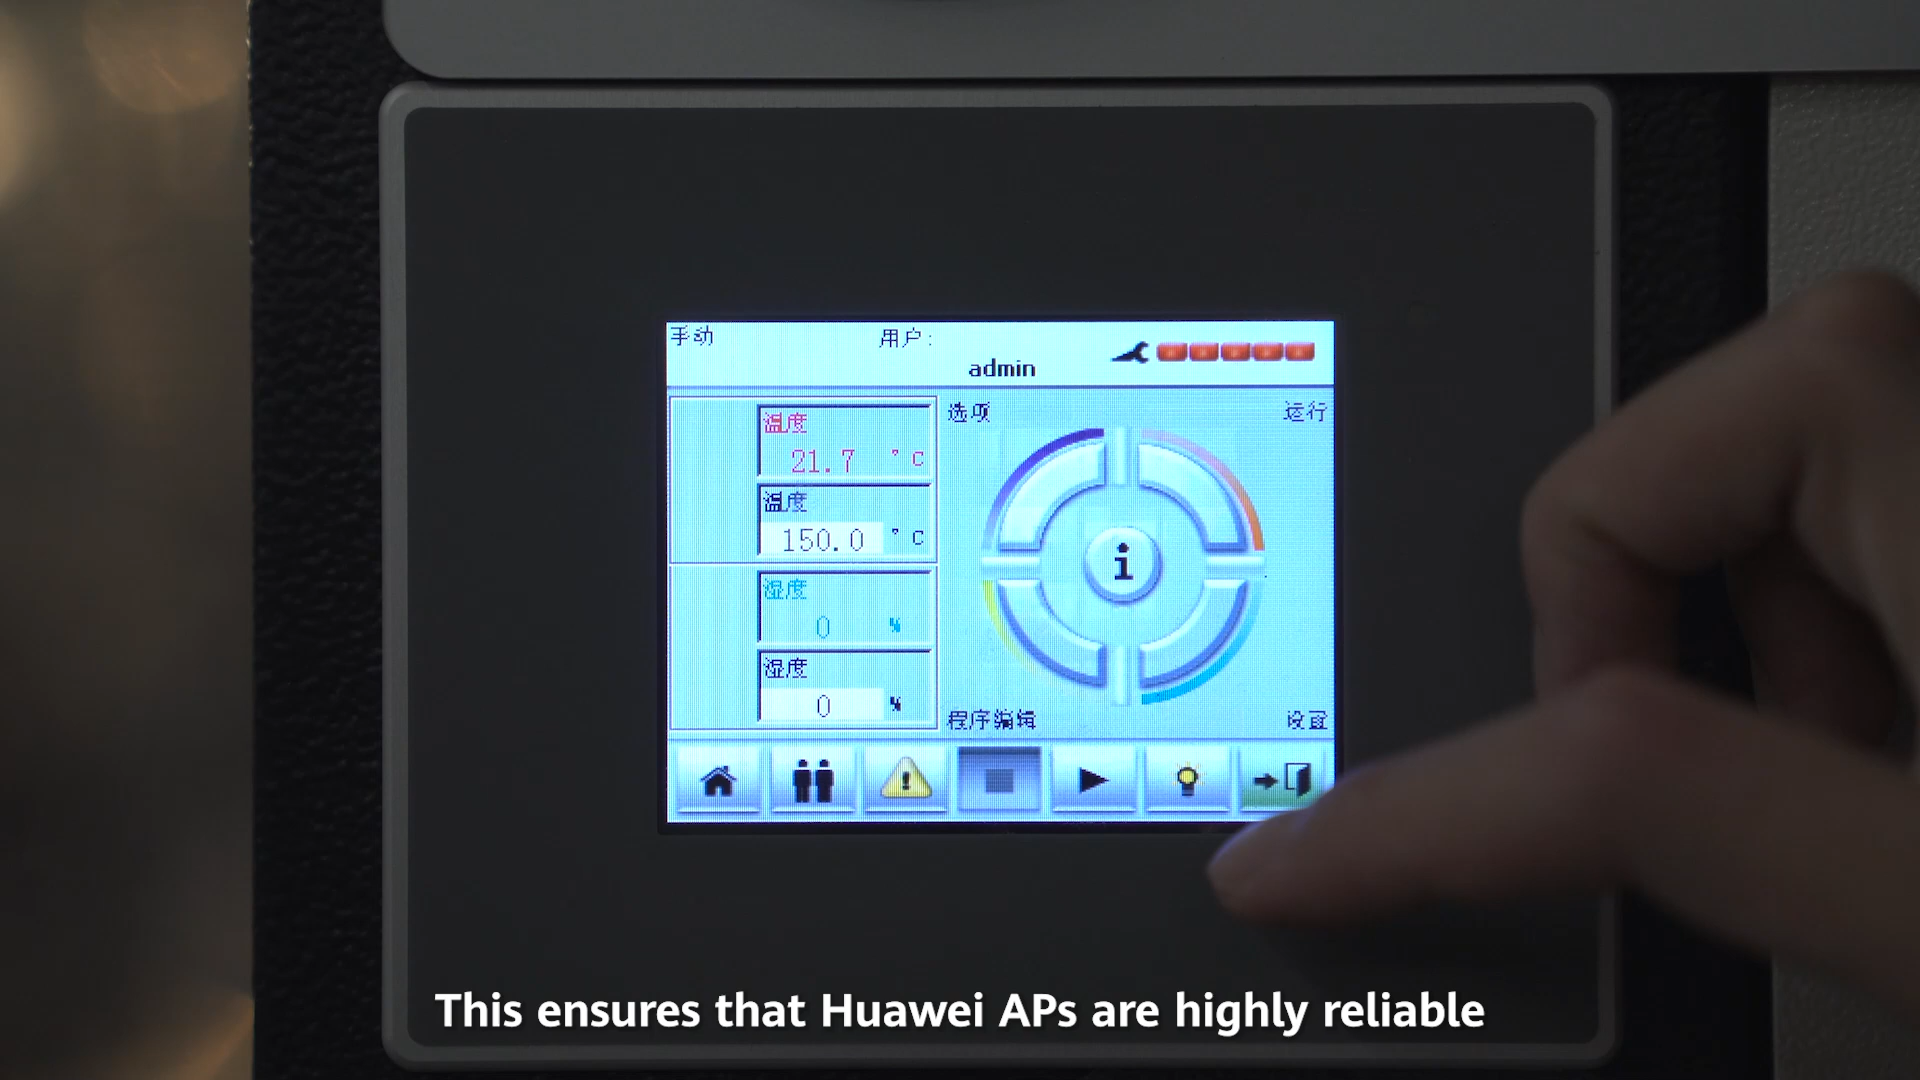 手动
用户:
admin
温度
21.7 °C
温度
150.0 °C
湿度
0 %
湿度
0 %
选项
运行
i
程序编辑
设置
This ensures that Huawei APs are highly reliable